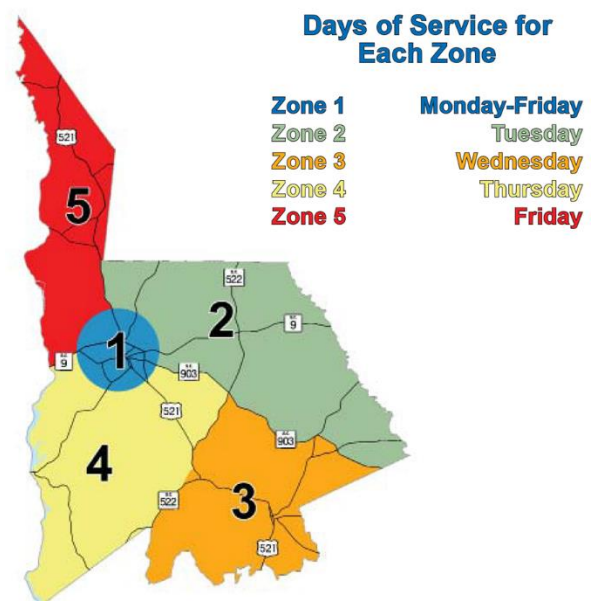 Days of Service for
Each Zone
Zone 1 Monday-Friday
Zone 2 Tuesday
Zone 3 Wednesday
Zone 4 Thursday
Zone 5 Friday
521
5
S.C.
522
2
S.C.
9
1
S.C.
9
S.C.
903
521
S.C.
903
4
S.C.
522
3
521